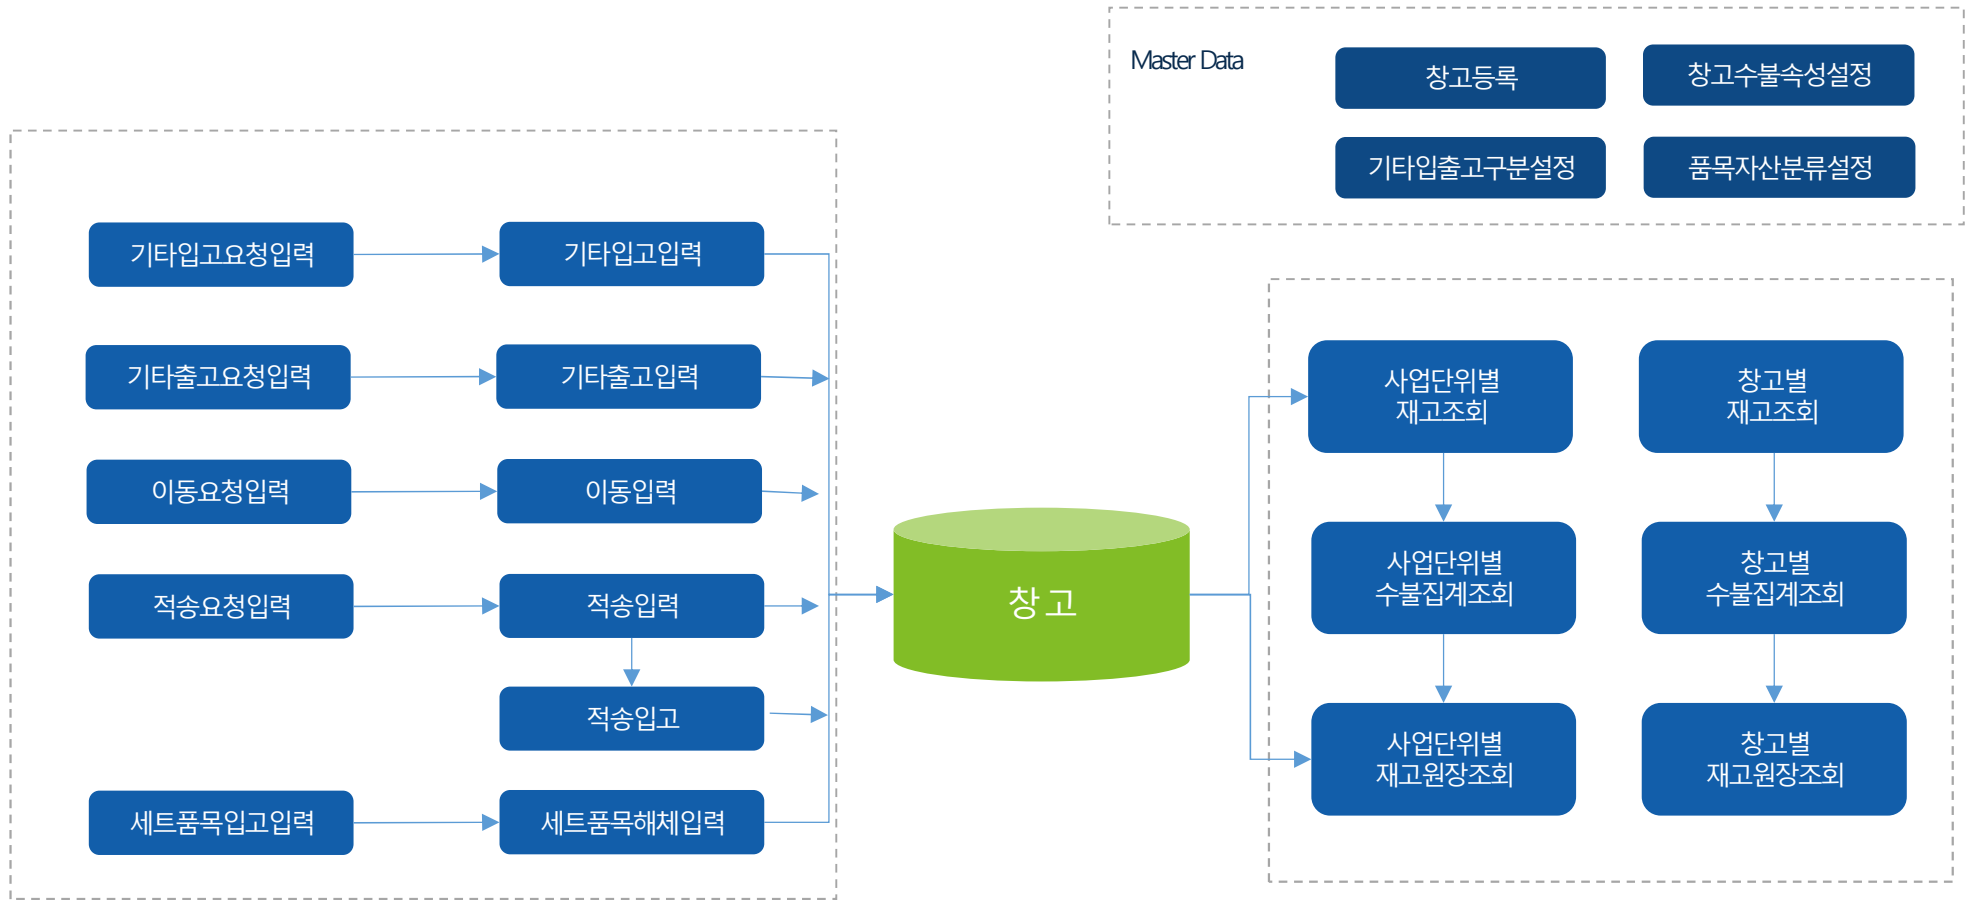 Master Data
창고등록
창고수불속성설정
기타입출고구분설정
품목자산분류설정
기타입고요청입력
기타입고입력
기타출고요청입력
기타출고입력
이동요청입력
이동입력
적송요청입력
적송입력
적송입고
세트품목입고입력
세트품목해체입력
창고
사업단위별
재고조회
창고별
재고조회
사업단위별
수불집계조회
창고별
수불집계조회
사업단위별
재고원장조회
창고별
재고원장조회